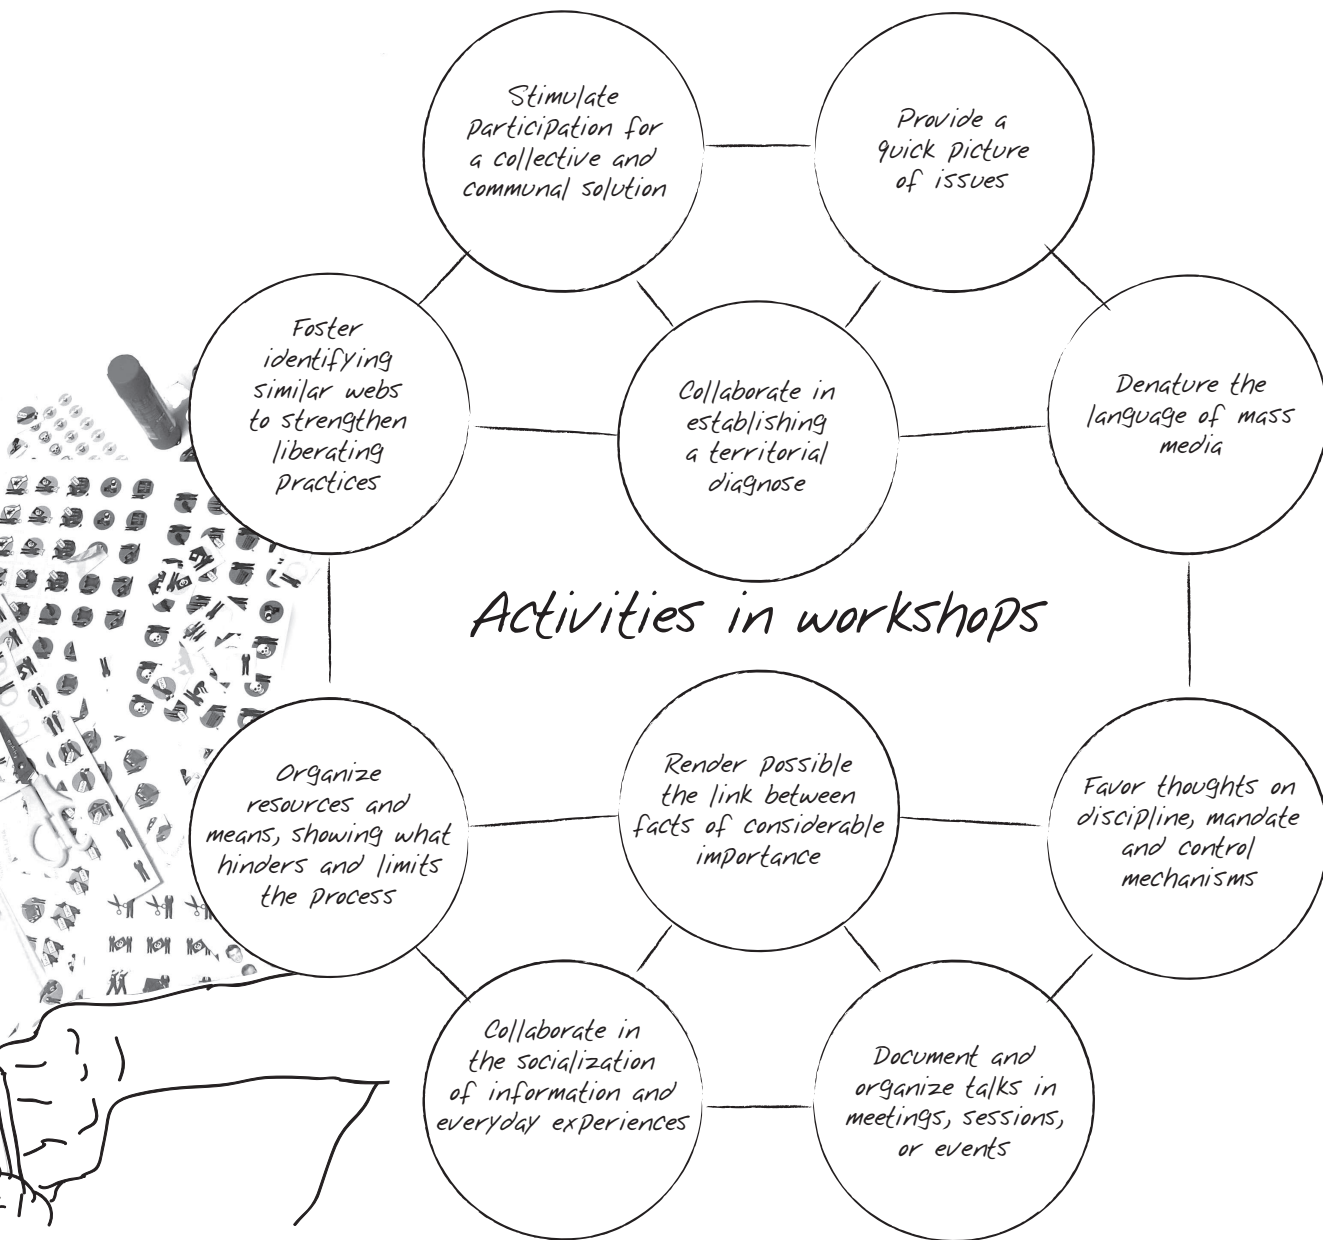 Stimulate
participation for
a collective and
communal solution
Provide a
quick picture
of issues
Foster
identifying
similar webs
to strengthen
liberating
practices
Collaborate in
establishing
a territorial
diagnose
Denature the
language of mass
media
Activities in workshops
Organize
resources and
means, showing what
hinders and limits
the process
Render possible
the link between
facts of considerable
importance
Favor thoughts on
discipline, mandate
and control
mechanisms
Collaborate in
the socialization
of information and
everyday experiences
Document and
organize talks in
meetings, sessions,
or events